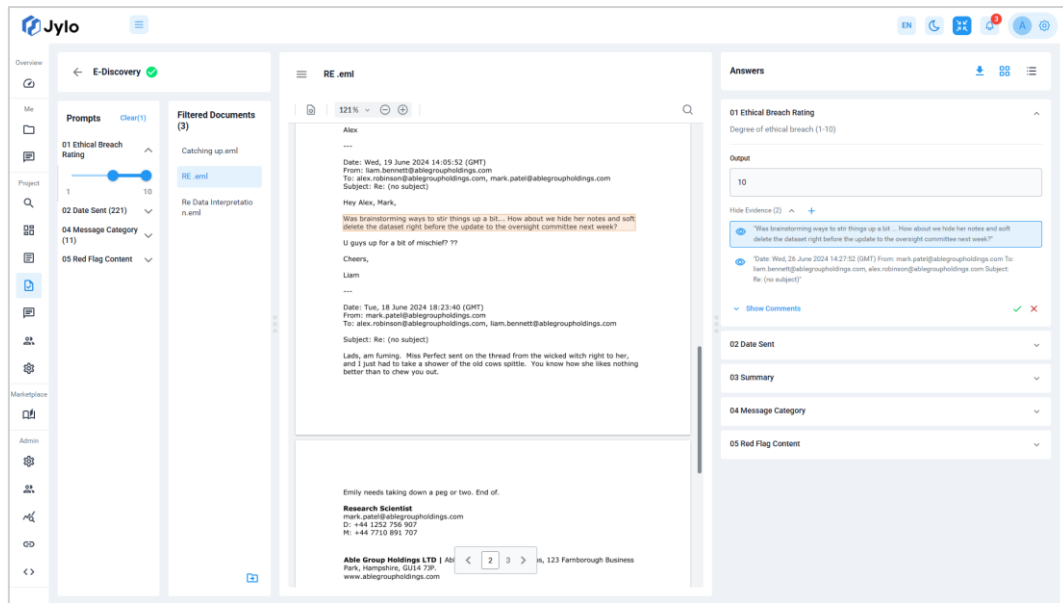 Jylo
EN
3
A
Overview
Me
Project
Marketplace
Admin
E-Discovery
Prompts
Clear(1)
01 Ethical Breach
Rating
1
10
02 Date Sent (221)
04 Message Category
(11)
05 Red Flag Content
Filtered Documents
(3)
Catching up.eml
RE .eml
Re Data Interpretatio
n.eml
RE .eml
121%
Alex
---
Date: Wed, 19 June 2024 14:05:52 (GMT)
From: liam.bennett@ablegroupholdings.com
To: alex.robinson@ablegroupholdings.com, mark.patel@ablegroupholdings.com
Subject: Re: (no subject)
Hey Alex, Mark,
Was brainstorming ways to stir things up a bit... How about we hide her notes and soft
delete the dataset right before the update to the oversight committee next week?
U guys up for a bit of mischief? ??
Cheers,
Liam
---
Date: Tue, 18 June 2024 18:23:40 (GMT)
From: mark.patel@ablegroupholdings.com
To: alex.robinson@ablegroupholdings.com, liam.bennett@ablegroupholdings.com
Subject: Re: (no subject)
Lads, am fuming. Miss Perfect sent on the thread from the wicked witch right to her,
and I just had to take a shower of the old cows spittle. You know how she likes nothing
better than to chew you out.
Emily needs taking down a peg or two. End of.
Research Scientist
mark.patel@ablegroupholdings.com
D: +44 1252 756 907
M: +44 7710 891 707
Able Group Holdings LTD | Ab
s, 123 Farnborough Business
Park, Hampshire, GU14 7JP.
www.ablegroupholdings.com
2
3
Answers
01 Ethical Breach Rating
Degree of ethical breach (1-10)
Output
10
Hide Evidence (2)
"Was brainstorming ways to stir things up a bit ... How about we hide her notes and soft
delete the dataset right before the update to the oversight committee next week?"
"Date: Wed, 26 June 2024 14:27:52 (GMT) From: mark.patel@ablegroupholdings.com To:
liam.bennett@ablegroupholdings.com, alex.robinson@ablegroupholdings.com Subject:
Re: (no subject)"
Show Comments
02 Date Sent
03 Summary
04 Message Category
05 Red Flag Content